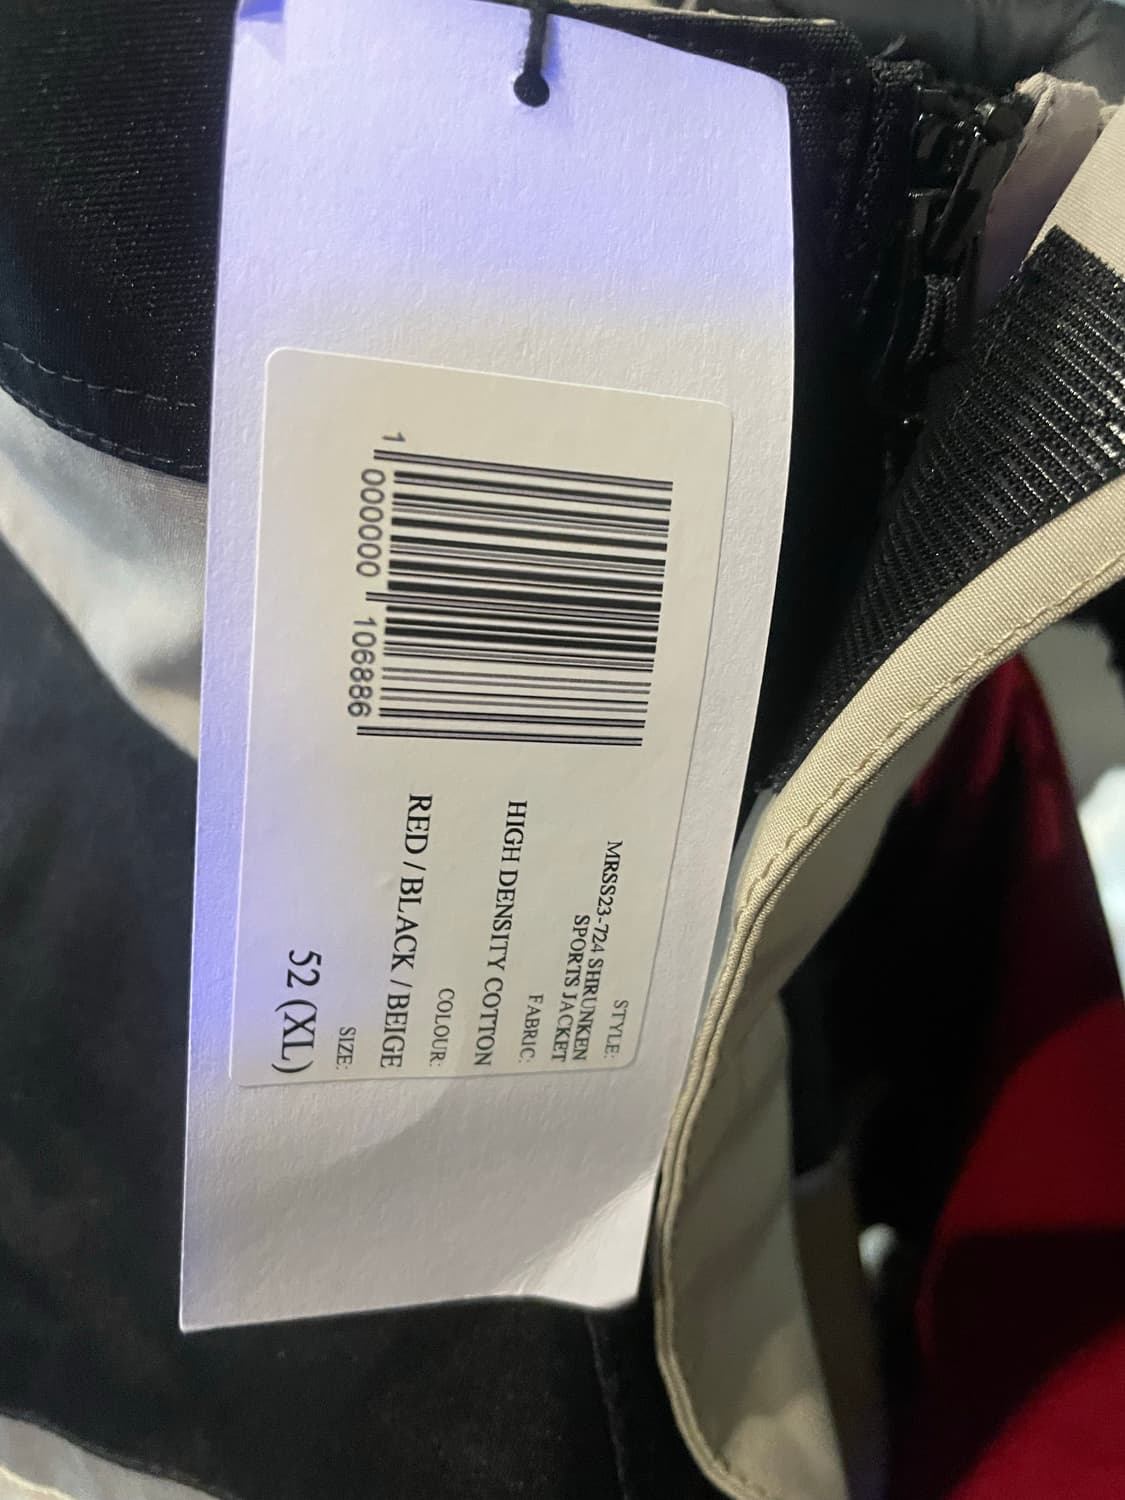 1 000000 106886
STYLE:
MRSS23-724 SHRUNKEN
SPORTS JACKET
FABRIC:
HIGH DENSITY COTTON
COLOUR:
RED / BLACK / BEIGE
SIZE:
52 (XL)